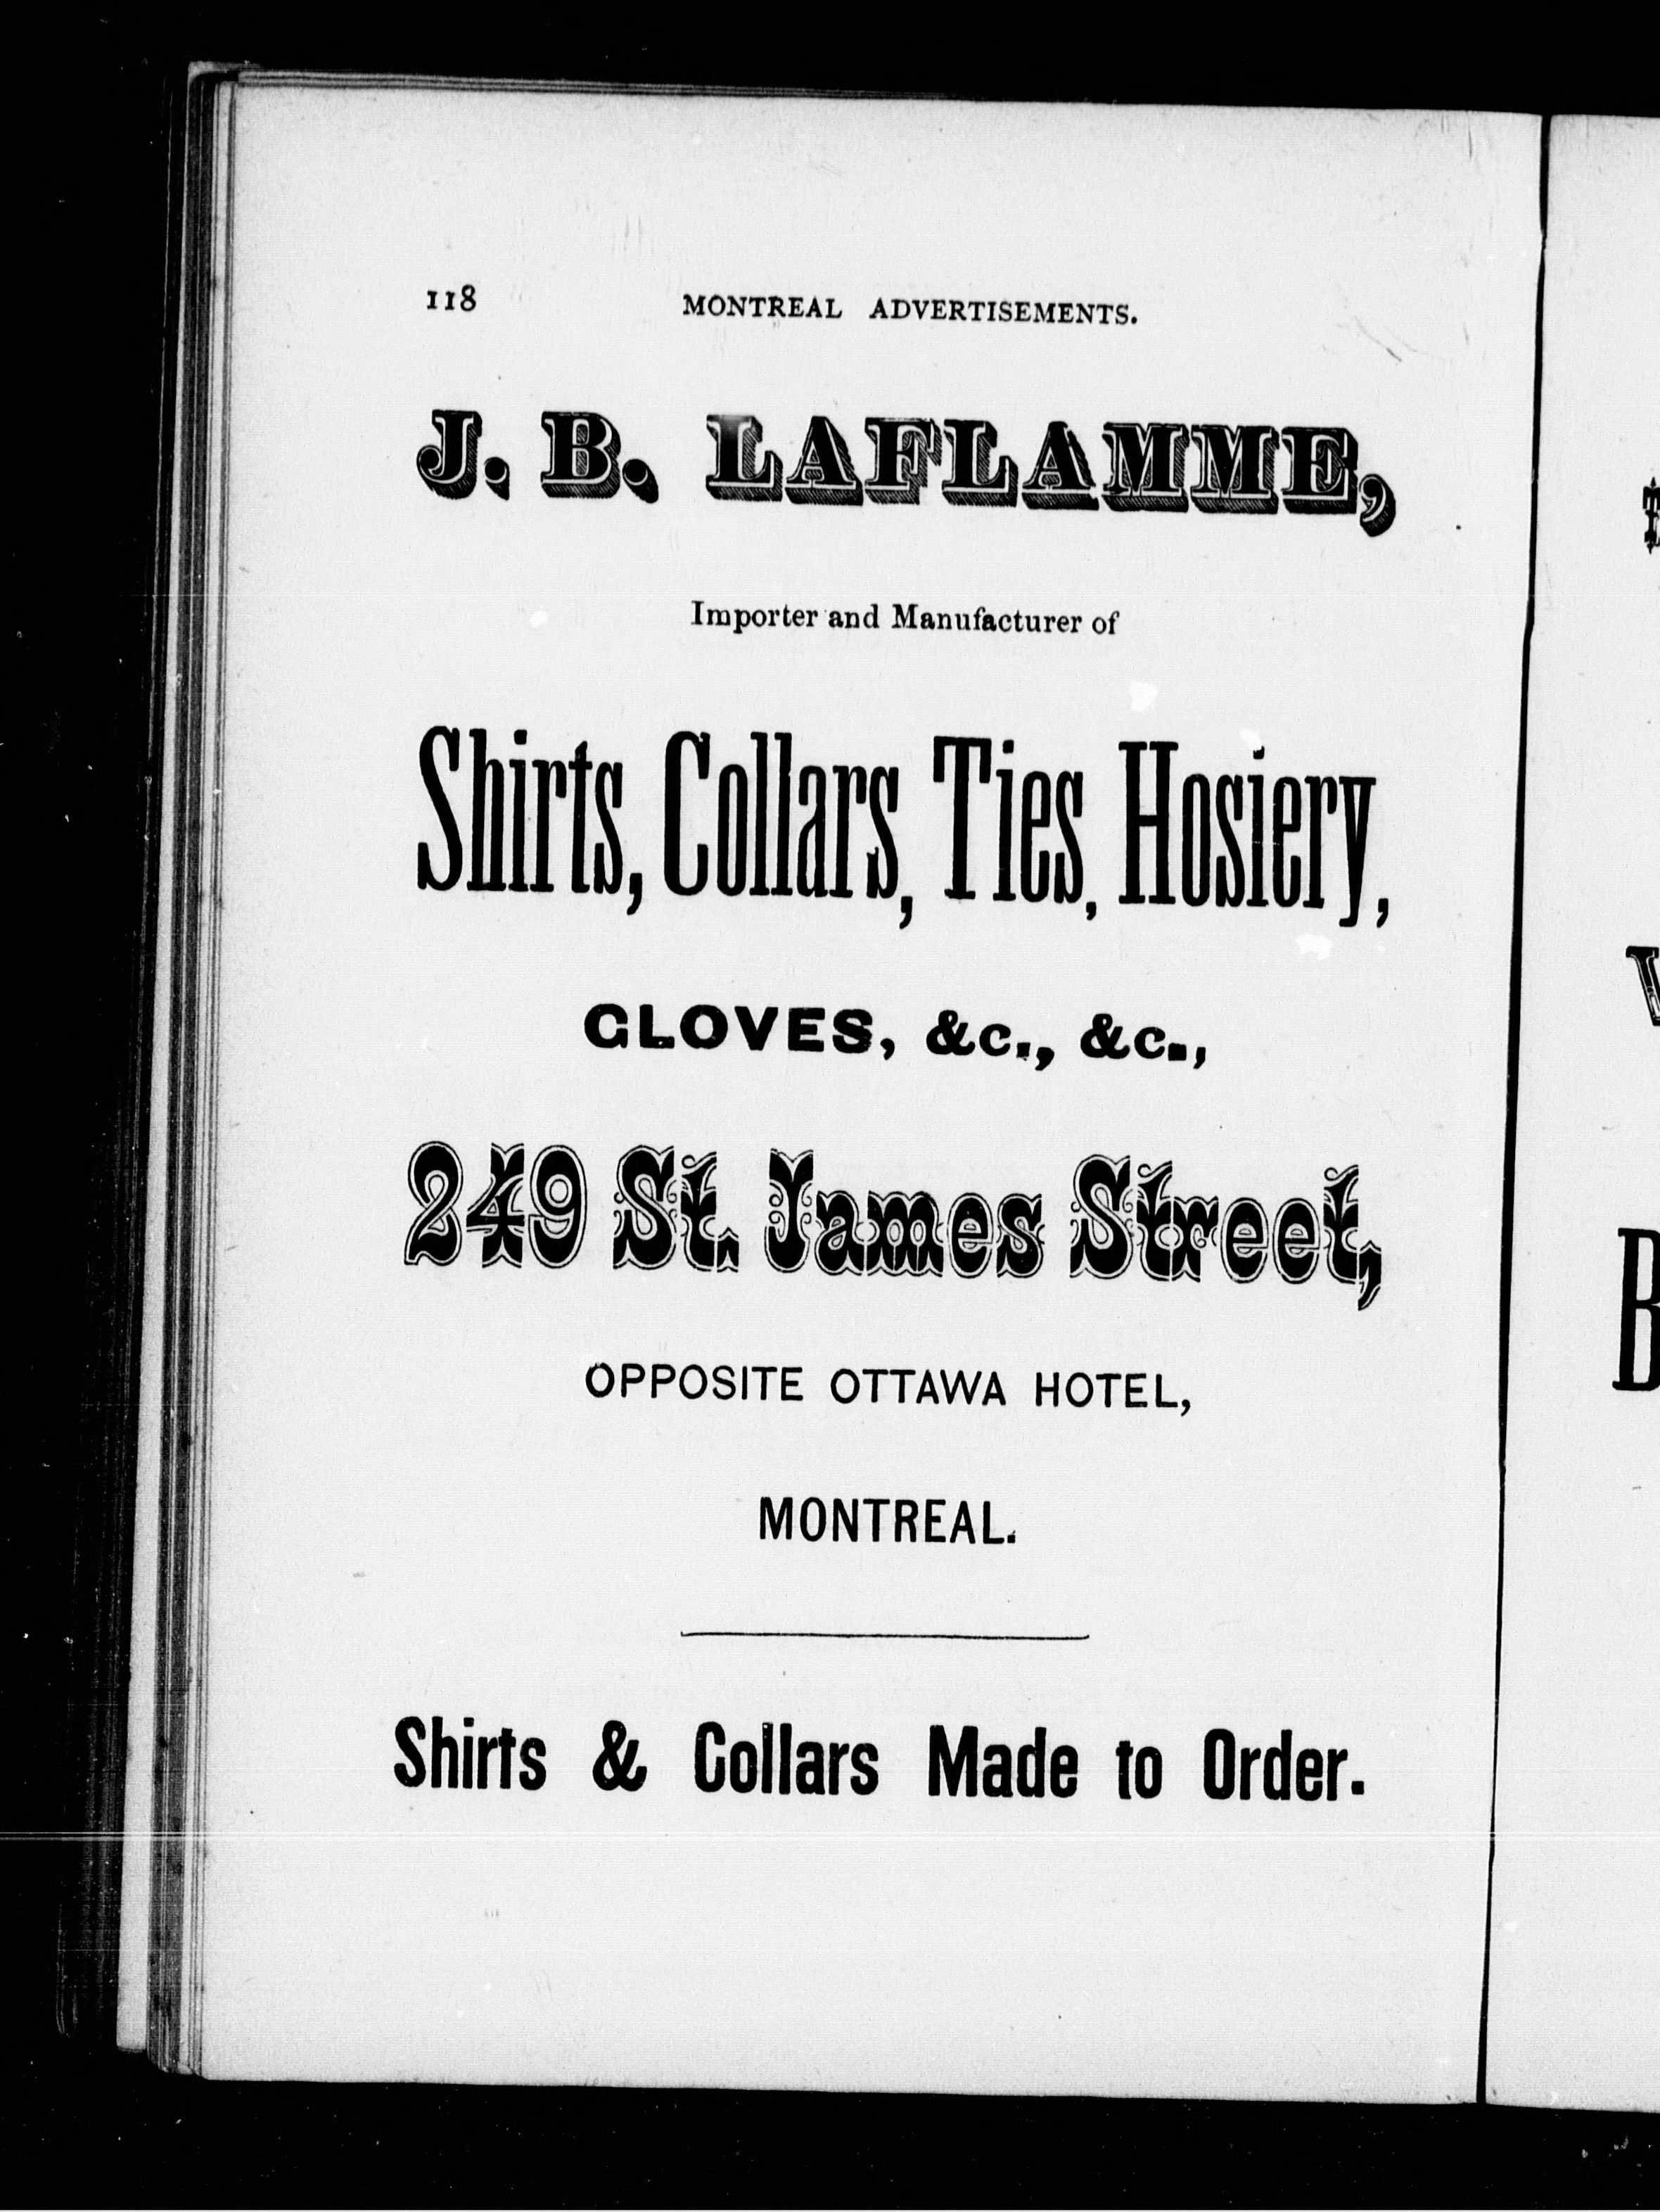 118 MONTREAL ADVERTISEMENTS.
J. B. LAFLAMME,
Importer and Manufacturer of
Shirts, Collars, Ties, Hosiery,
GLOVES, &c., &c.,
249 St. James Street,
OPPOSITE OTTAWA HOTEL,
MONTREAL.
Shirts & Collars Made to Order.